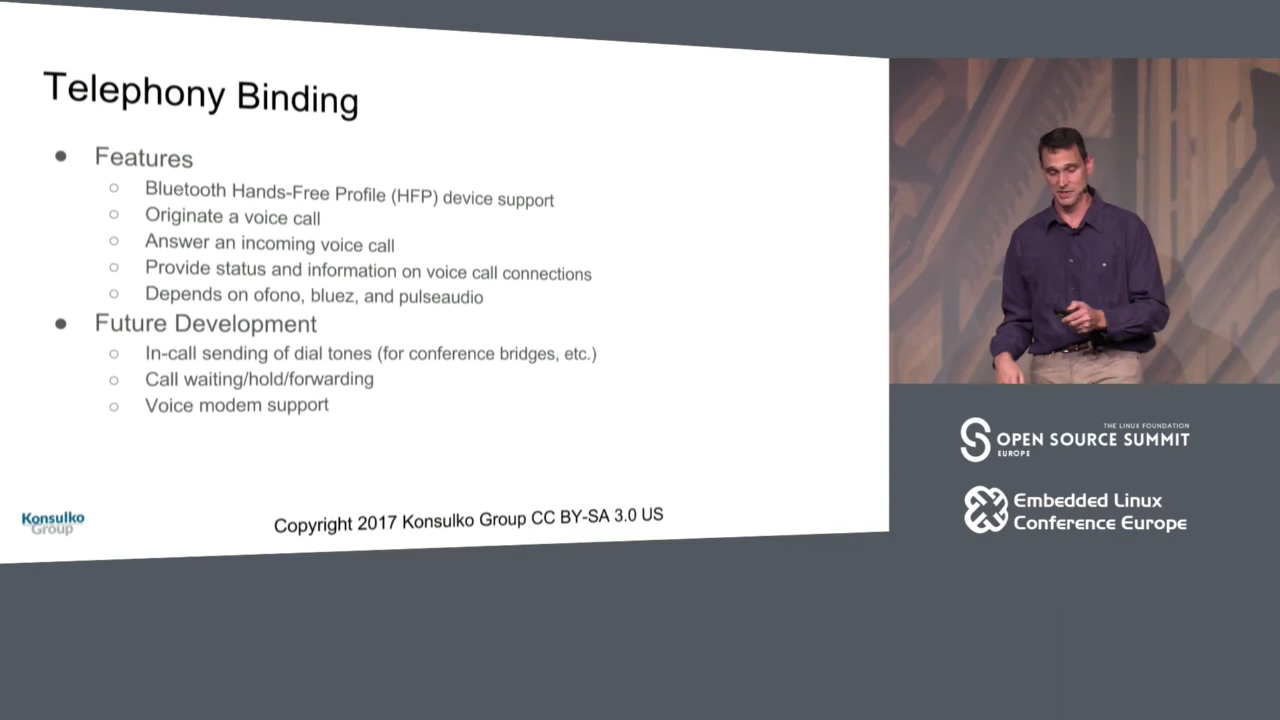 Telephony Binding
● Features
○ Bluetooth Hands-Free Profile (HFP) device support
○ Originate a voice call
○ Answer an incoming voice call
○ Provide status and information on voice call connections
○ Depends on ofono, bluez, and pulseaudio
● Future Development
○ In-call sending of dial tones (for conference bridges, etc.)
○ Call waiting/hold/forwarding
○ Voice modem support
Konsulko
Group
Copyright 2017 Konsulko Group CC BY-SA 3.0 US
THE LINUX FOUNDATION
OPEN SOURCE SUMMIT
EUROPE
Embedded Linux
Conference Europe